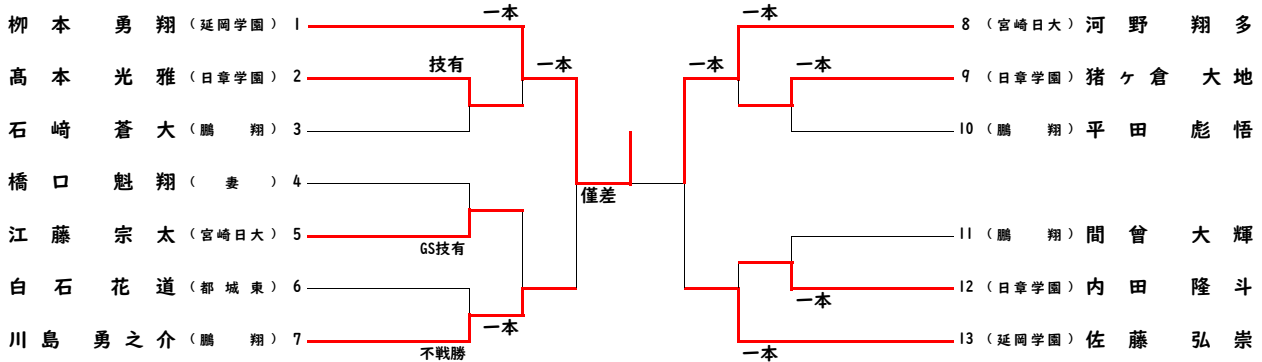 栁本 勇翔 （延岡学園） 1
髙本 光雅 （日章学園） 2
石﨑 蒼大 （鵬翔） 3
橋口 魁翔 （妻） 4
江藤 宗太 （宮崎日大） 5
白石 花道 （都城東） 6
川島 勇之介 （鵬翔） 7
一本
技有
一本
GS技有
一本
不戦勝
僅差
一本
一本
一本
一本
一本
8 （宮崎日大） 河野 翔多
9 （日章学園） 猪ヶ倉 大地
10 （鵬翔） 平田 彪悟
11 （鵬翔） 間曾 大輝
12 （日章学園） 内田 隆斗
13 （延岡学園） 佐藤 弘崇